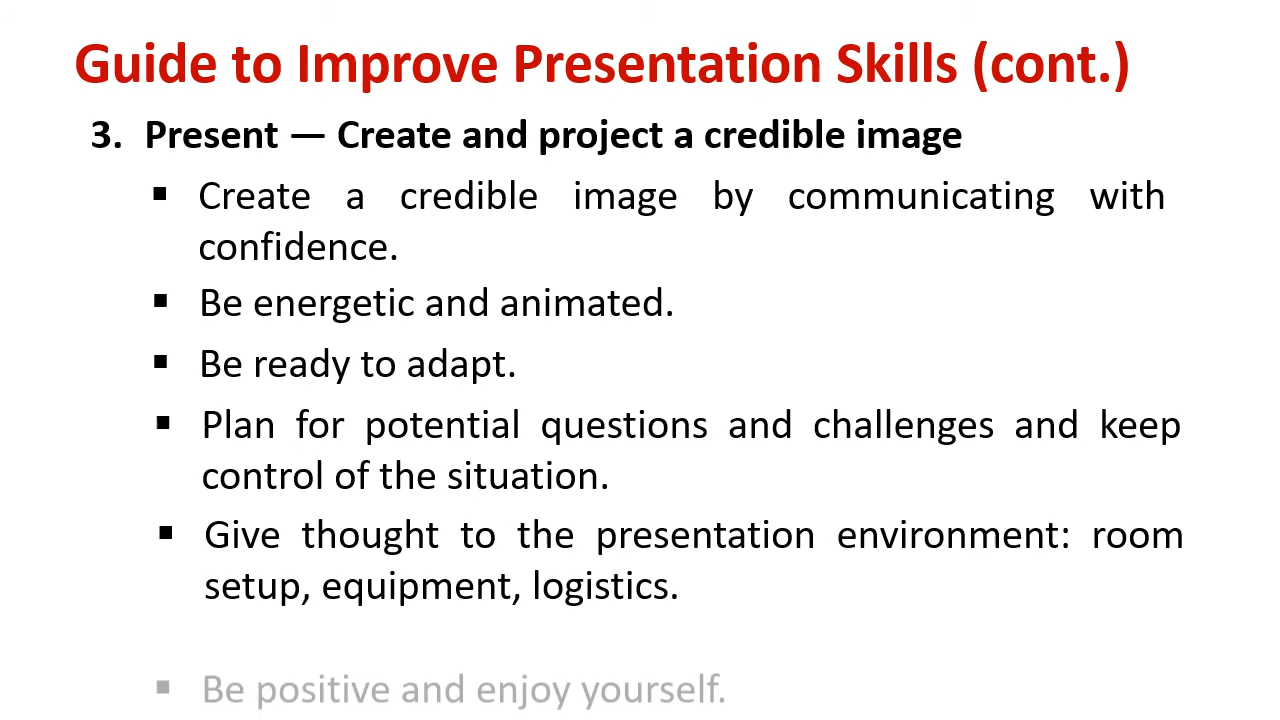 Guide to Improve Presentation Skills (cont.)
3. Present — Create and project a credible image
▪ Create a credible image by communicating with
confidence.
▪ Be energetic and animated.
▪ Be ready to adapt.
▪ Plan for potential questions and challenges and keep
control of the situation.
▪ Give thought to the presentation environment: room
setup, equipment, logistics.
▪ Be positive and enjoy yourself.